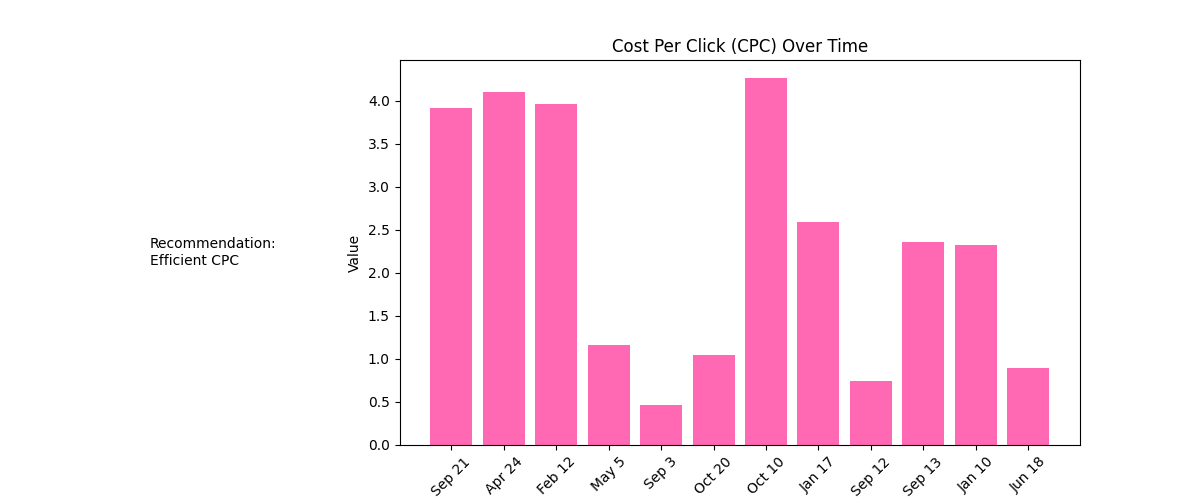 Cost Per Click (CPC) Over Time
Recommendation:
Efficient CPC
Value
4.0
3.5
3.0
2.5
2.0
1.5
1.0
0.5
0.0
Sep 21
Apr 24
Feb 12
May 5
Sep 3
Oct 20
Oct 10
Jan 17
Sep 12
Sep 13
Jan 10
Jun 18